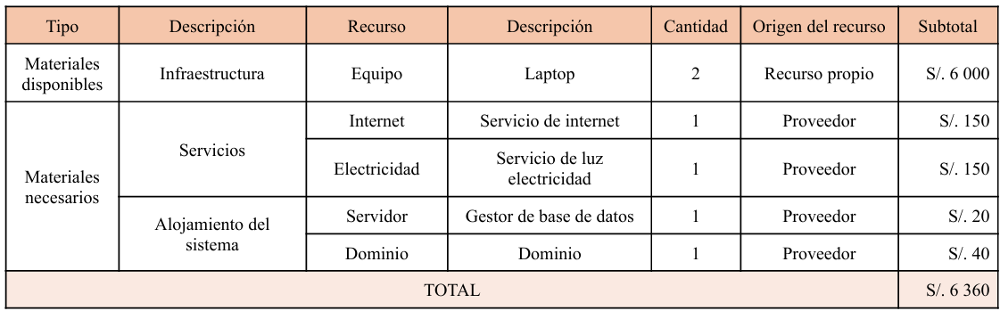 Tipo Descripción Recurso Descripción Cantidad Origen del recurso Subtotal
Materiales
disponibles
Infraestructura Equipo Laptop 2 Recurso propio S/. 6 000
Materiales
necesarios
Servicios
Internet Servicio de internet 1 Proveedor S/. 150
Electricidad
Servicio de luz
electricidad
1 Proveedor S/. 150
Alojamiento del
sistema
Servidor Gestor de base de datos 1 Proveedor S/. 20
Dominio Dominio 1 Proveedor S/. 40
TOTAL S/. 6 360